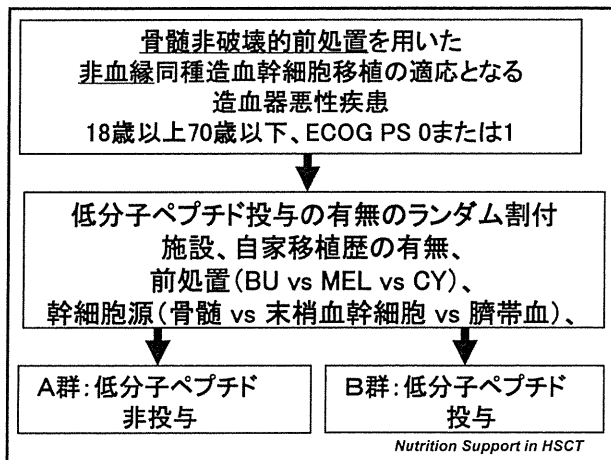 骨髄非破壊的前処置を用いた
非血縁同種造血幹細胞移植の適応となる
造血器悪性疾患
18歳以上70歳以下、ECOG PS 0または1
低分子ペプチド投与の有無のランダム割付
施設、自家移植歴の有無、
前処置(BU vs MEL vs CY)、
幹細胞源(骨髄 vs 末梢血幹細胞 vs 臍帯血)、
A群:低分子ペプチド
非投与
B群:低分子ペプチド
投与
Nutrition Support in HSCT